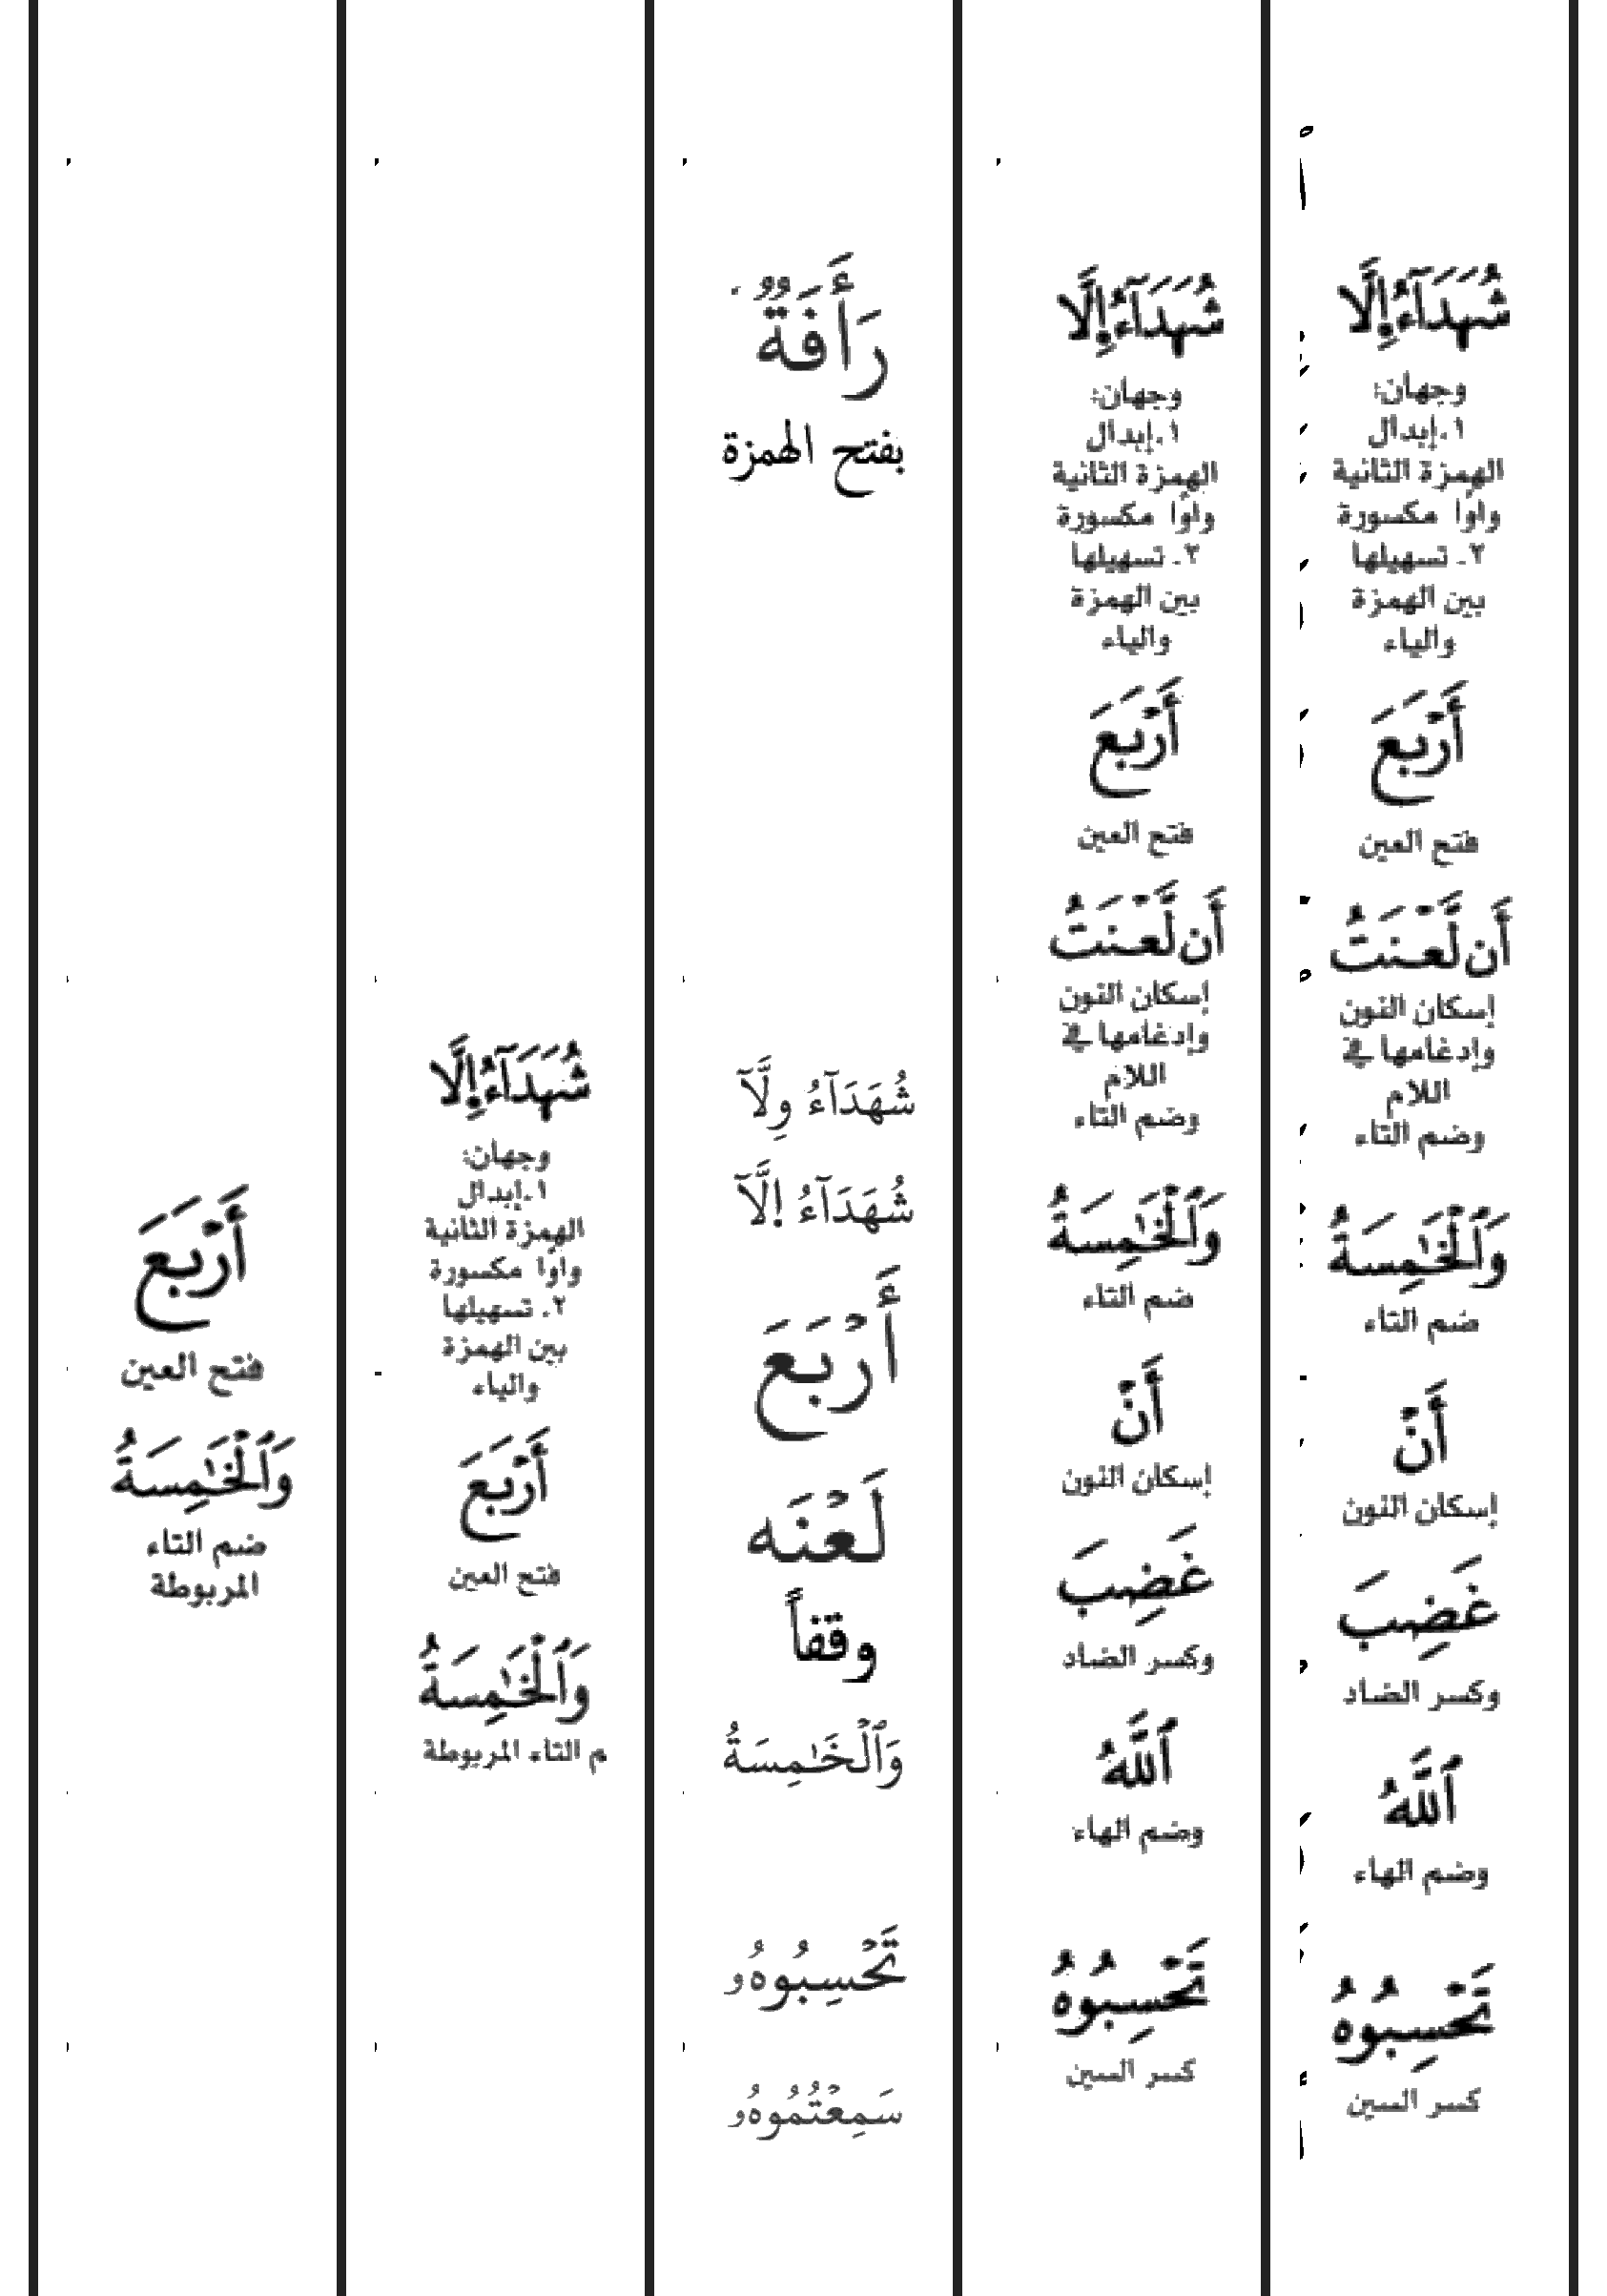 شُهَدَآءُ إِلَّا
وجهان:
١. إبدال
الهمزة الثانية
واوًا مكسورة
٢. تسهيلها
بين الهمزة
والياء
أَرْبَعَ
فتح العين
أَن لَّعْنَتُ
إسكان النون
وإدغامها في
اللام
وضم التاء
وَٱلْخَٰمِسَةُ
ضم التاء
أَنْ
إسكان النون
غَضِبَ
وكسر الضاد
ٱللَّهُ
وضم الهاء
تَحْسِبُوهُ
كسر السين
شُهَدَآءُ إِلَّا
وجهان:
١. إبدال
الهمزة الثانية
واوًا مكسورة
٢. تسهيلها
بين الهمزة
والياء
أَرْبَعَ
فتح العين
أَن لَّعْنَتُ
إسكان النون
وإدغامها في
اللام
وضم التاء
وَٱلْخَٰمِسَةُ
ضم التاء
أَنْ
إسكان النون
غَضِبَ
وكسر الضاد
ٱللَّهُ
وضم الهاء
تَحْسِبُوهُ
كسر السين
رَأَفَةٌ
بفتح الهمزة
شُهَدَآءُ وِلَّآ
شُهَدَآءُ إلَّآ
أَرْبَعَ
لَعْنَه
وقفاً
وَٱلْخَٰمِسَةُ
تَحْسِبُوهُۥ
سَمِعْتُمُوهُۥ
شُهَدَآءُ إِلَّا
وجهان:
١. إبدال
الهمزة الثانية
واوًا مكسورة
٢. تسهيلها
بين الهمزة
والياء
أَرْبَعَ
فتح العين
وَٱلْخَٰمِسَةُ
م التاء المربوطة
أَرْبَعَ
فتح العين
وَٱلْخَٰمِسَةُ
ضم التاء
المربوطة